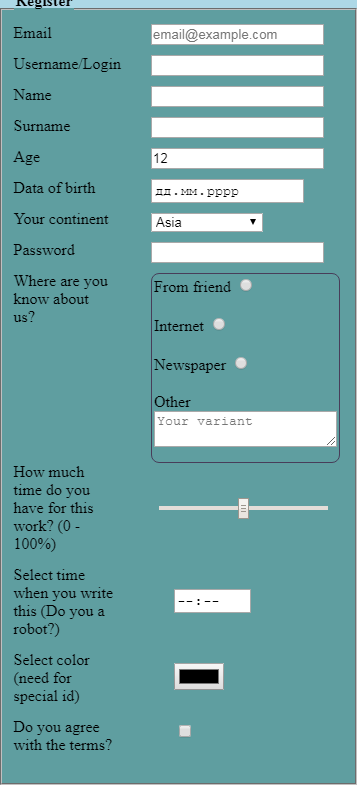 Register
Email email@example.com
Username/Login
Name
Surname
Age 12
Data of birth дд.мм.рррр
Your continent Asia
Password
Where are you
know about
us?
From friend
Internet
Newspaper
Other
Your variant
How much
time do you
have for this
work? (0 -
100%)
Select time
when you write
this (Do you a
robot?)
--:--
Select color
(need for
special id)
Do you agree
with the terms?